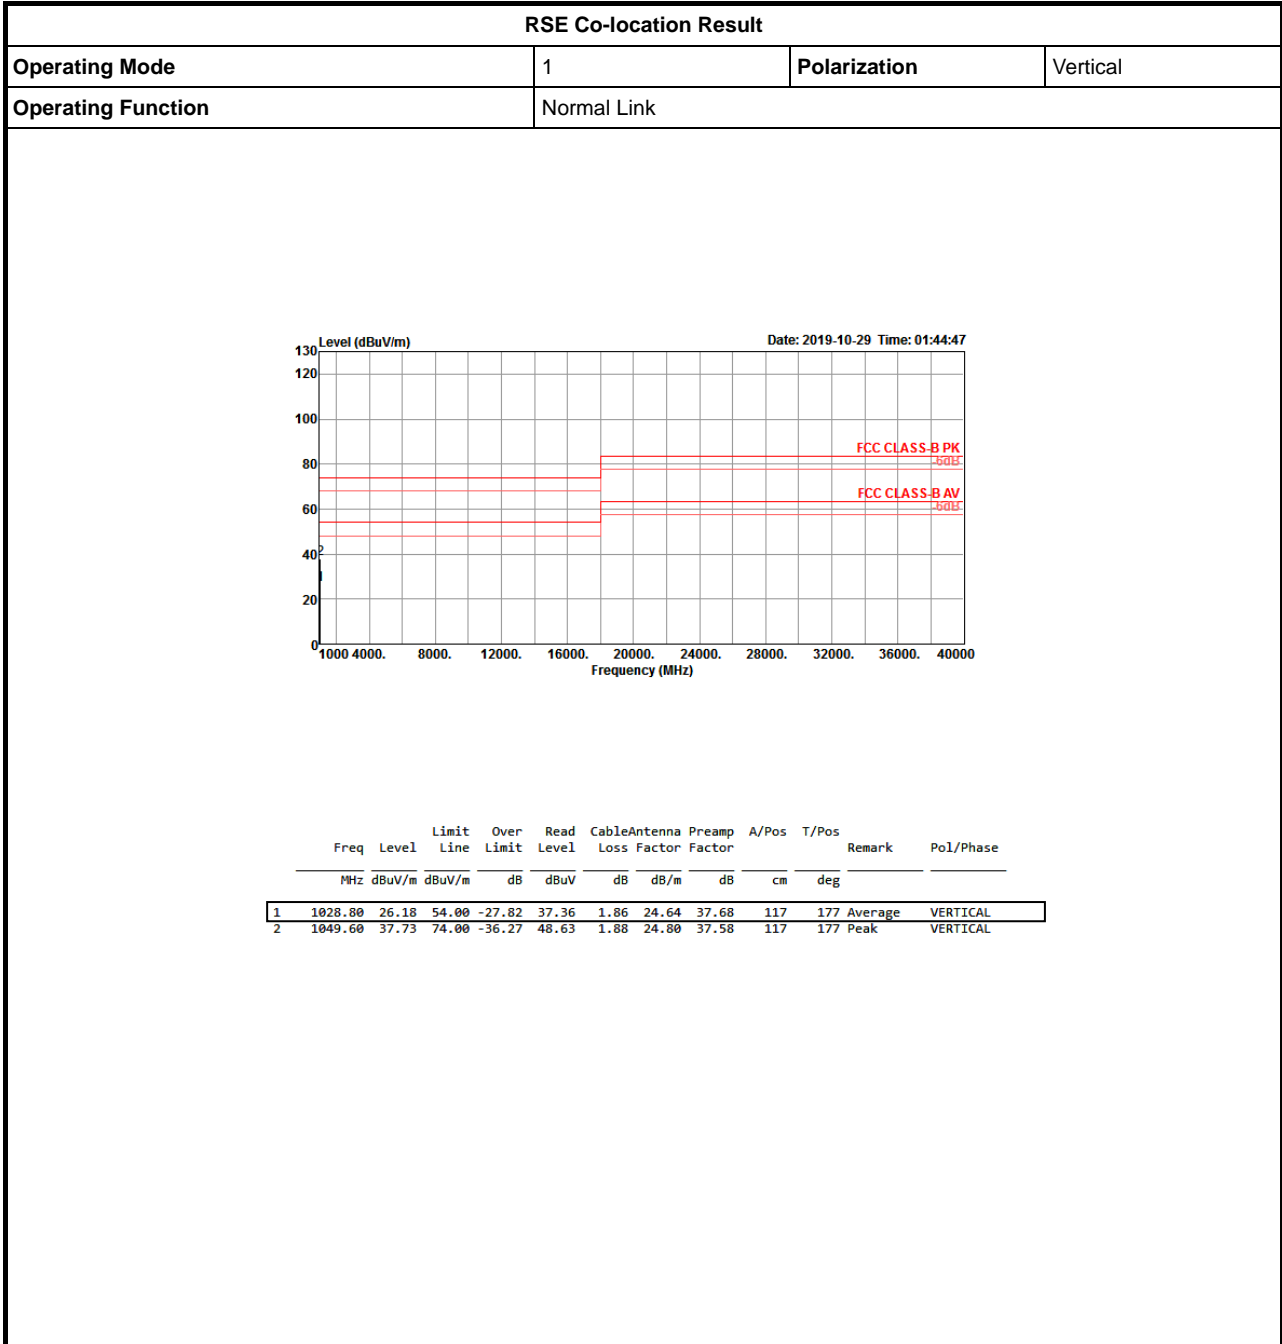 RSE Co-location Result
Operating Mode 1 Polarization Vertical
Operating Function Normal Link
Level (dBuV/m) Date: 2019-10-29 Time: 01:44:47
130
120
100
FCC CLASS-B PK
80 -6dB
FCC CLASS-B AV
60 -6dB
40 2
1
20
0
1000 4000. 8000. 12000. 16000. 20000. 24000. 28000. 32000. 36000. 40000
Frequency (MHz)
Limit Over Read CableAntenna Preamp A/Pos T/Pos
Freq Level Line Limit Level Loss Factor Factor Remark Pol/Phase
MHz dBuV/m dBuV/m dB dBuV dB dB/m dB cm deg
1 1028.80 26.18 54.00 -27.82 37.36 1.86 24.64 37.68 117 177 Average VERTICAL
2 1049.60 37.73 74.00 -36.27 48.63 1.88 24.80 37.58 117 177 Peak VERTICAL